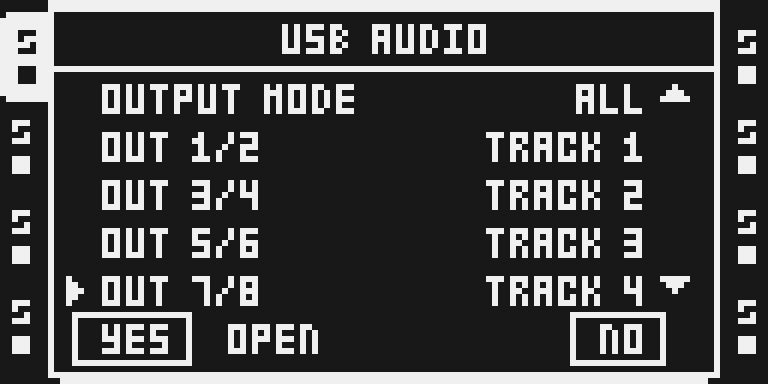 USB AUDIO
OUTPUT MODE ALL
OUT 1/2 TRACK 1
OUT 3/4 TRACK 2
OUT 5/6 TRACK 3
OUT 7/8 TRACK 4
YES OPEN NO